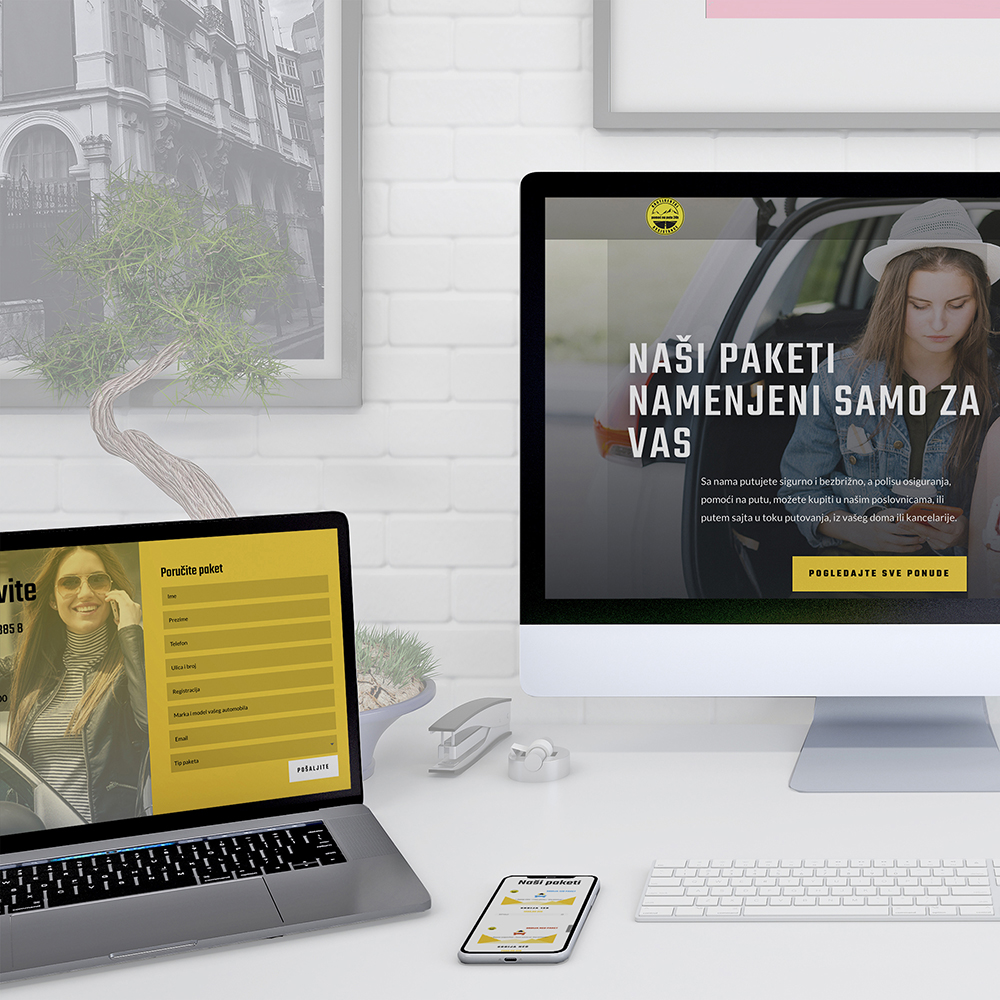 NAŠI PAKETI
NAMENJENI SAMO ZA
VAS
Sa nama putujete sigurno i bezbrižno, a polisu osiguranja,
pomoći na putu, možete kupiti u našim poslovnicama, ili
putem sajta u toku putovanja, iz vašeg doma ili kancelarije.
POGLEDAJTE SVE PONUDE
vite
385 8
Poručite paket
Ime
Prezime
Telefon
Ulica i broj
Registracija
Marka i model vašeg automobila
Email
Tip paketa
POŠALJITE
Naši paketi